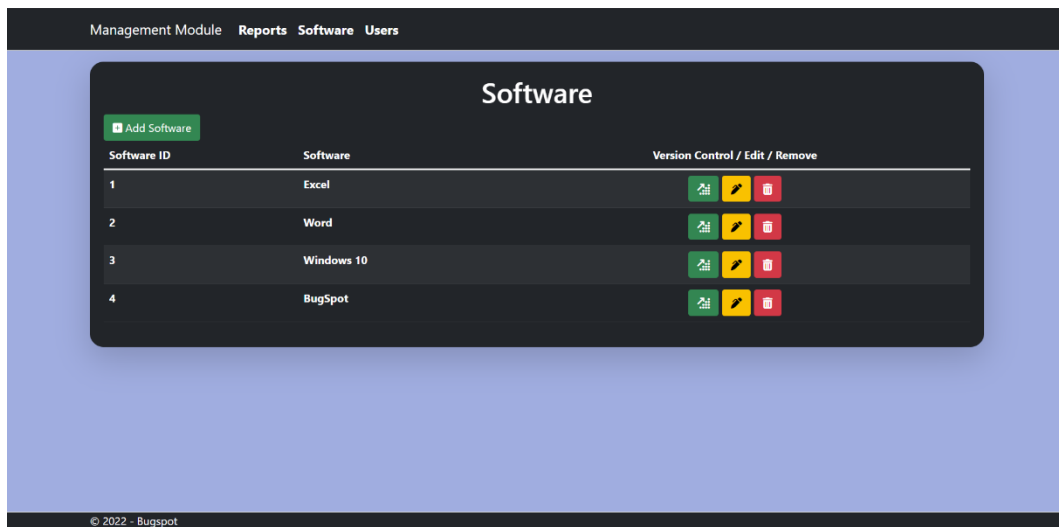 Management Module Reports Software Users
Software
Add Software
Software ID Software Version Control / Edit / Remove
1 Excel
2 Word
3 Windows 10
4 BugSpot
© 2022 - Bugspot